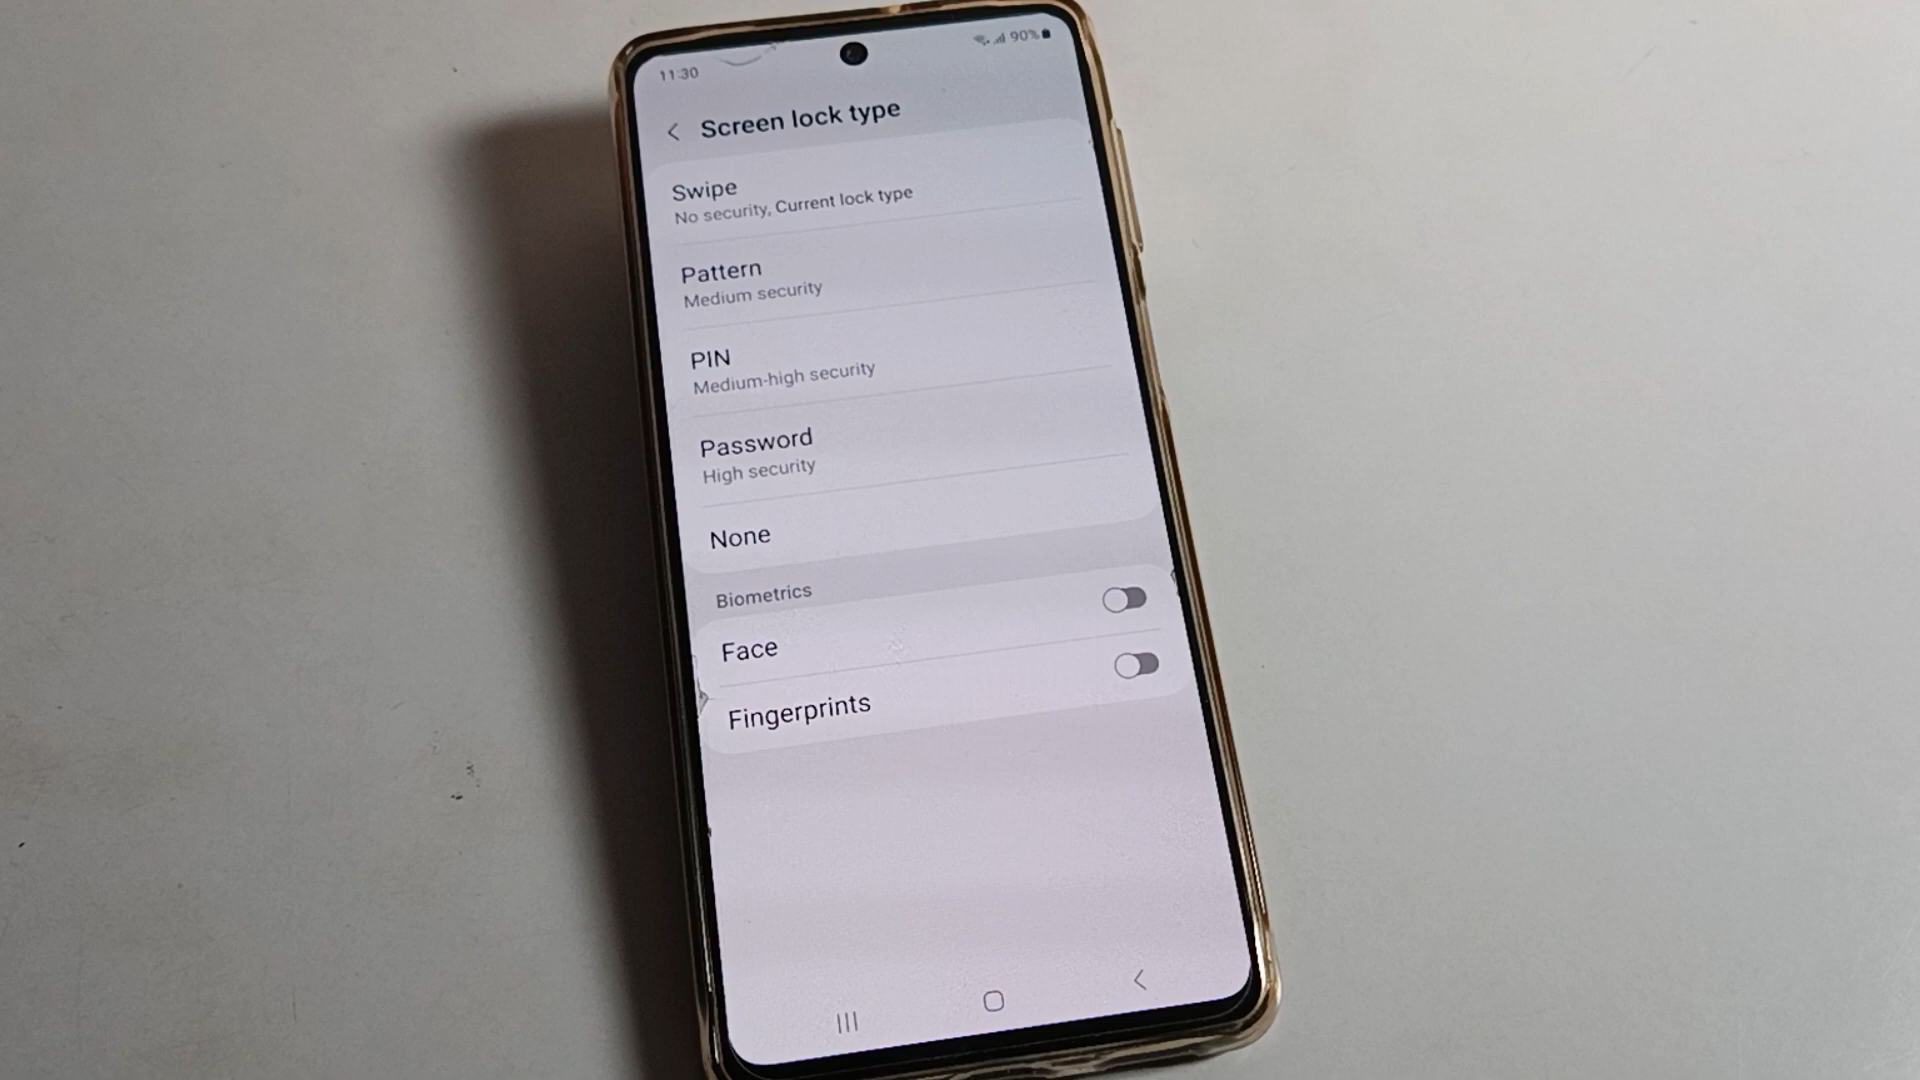 11:30
90%
Screen lock type
Swipe
No security, Current lock type
Pattern
Medium security
PIN
Medium-high security
Password
High security
None
Biometrics
Face
Fingerprints